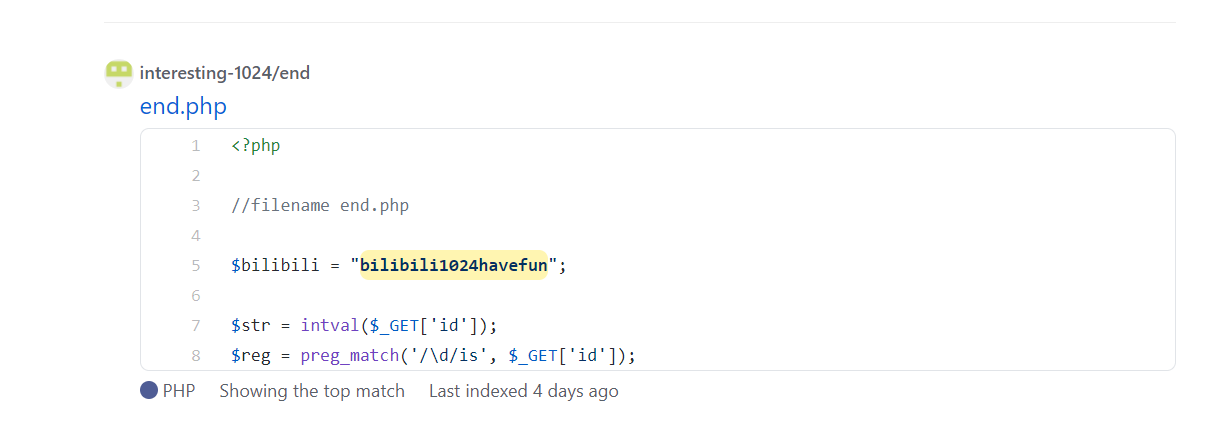 interesting-1024/end
end.php
1 <?php
2
3 //filename end.php
4
5 $bilibili = "bilibili1024havefun";
6
7 $str = intval($_GET['id']);
8 $reg = preg_match('/\d/is', $_GET['id']);
PHP Showing the top match Last indexed 4 days ago